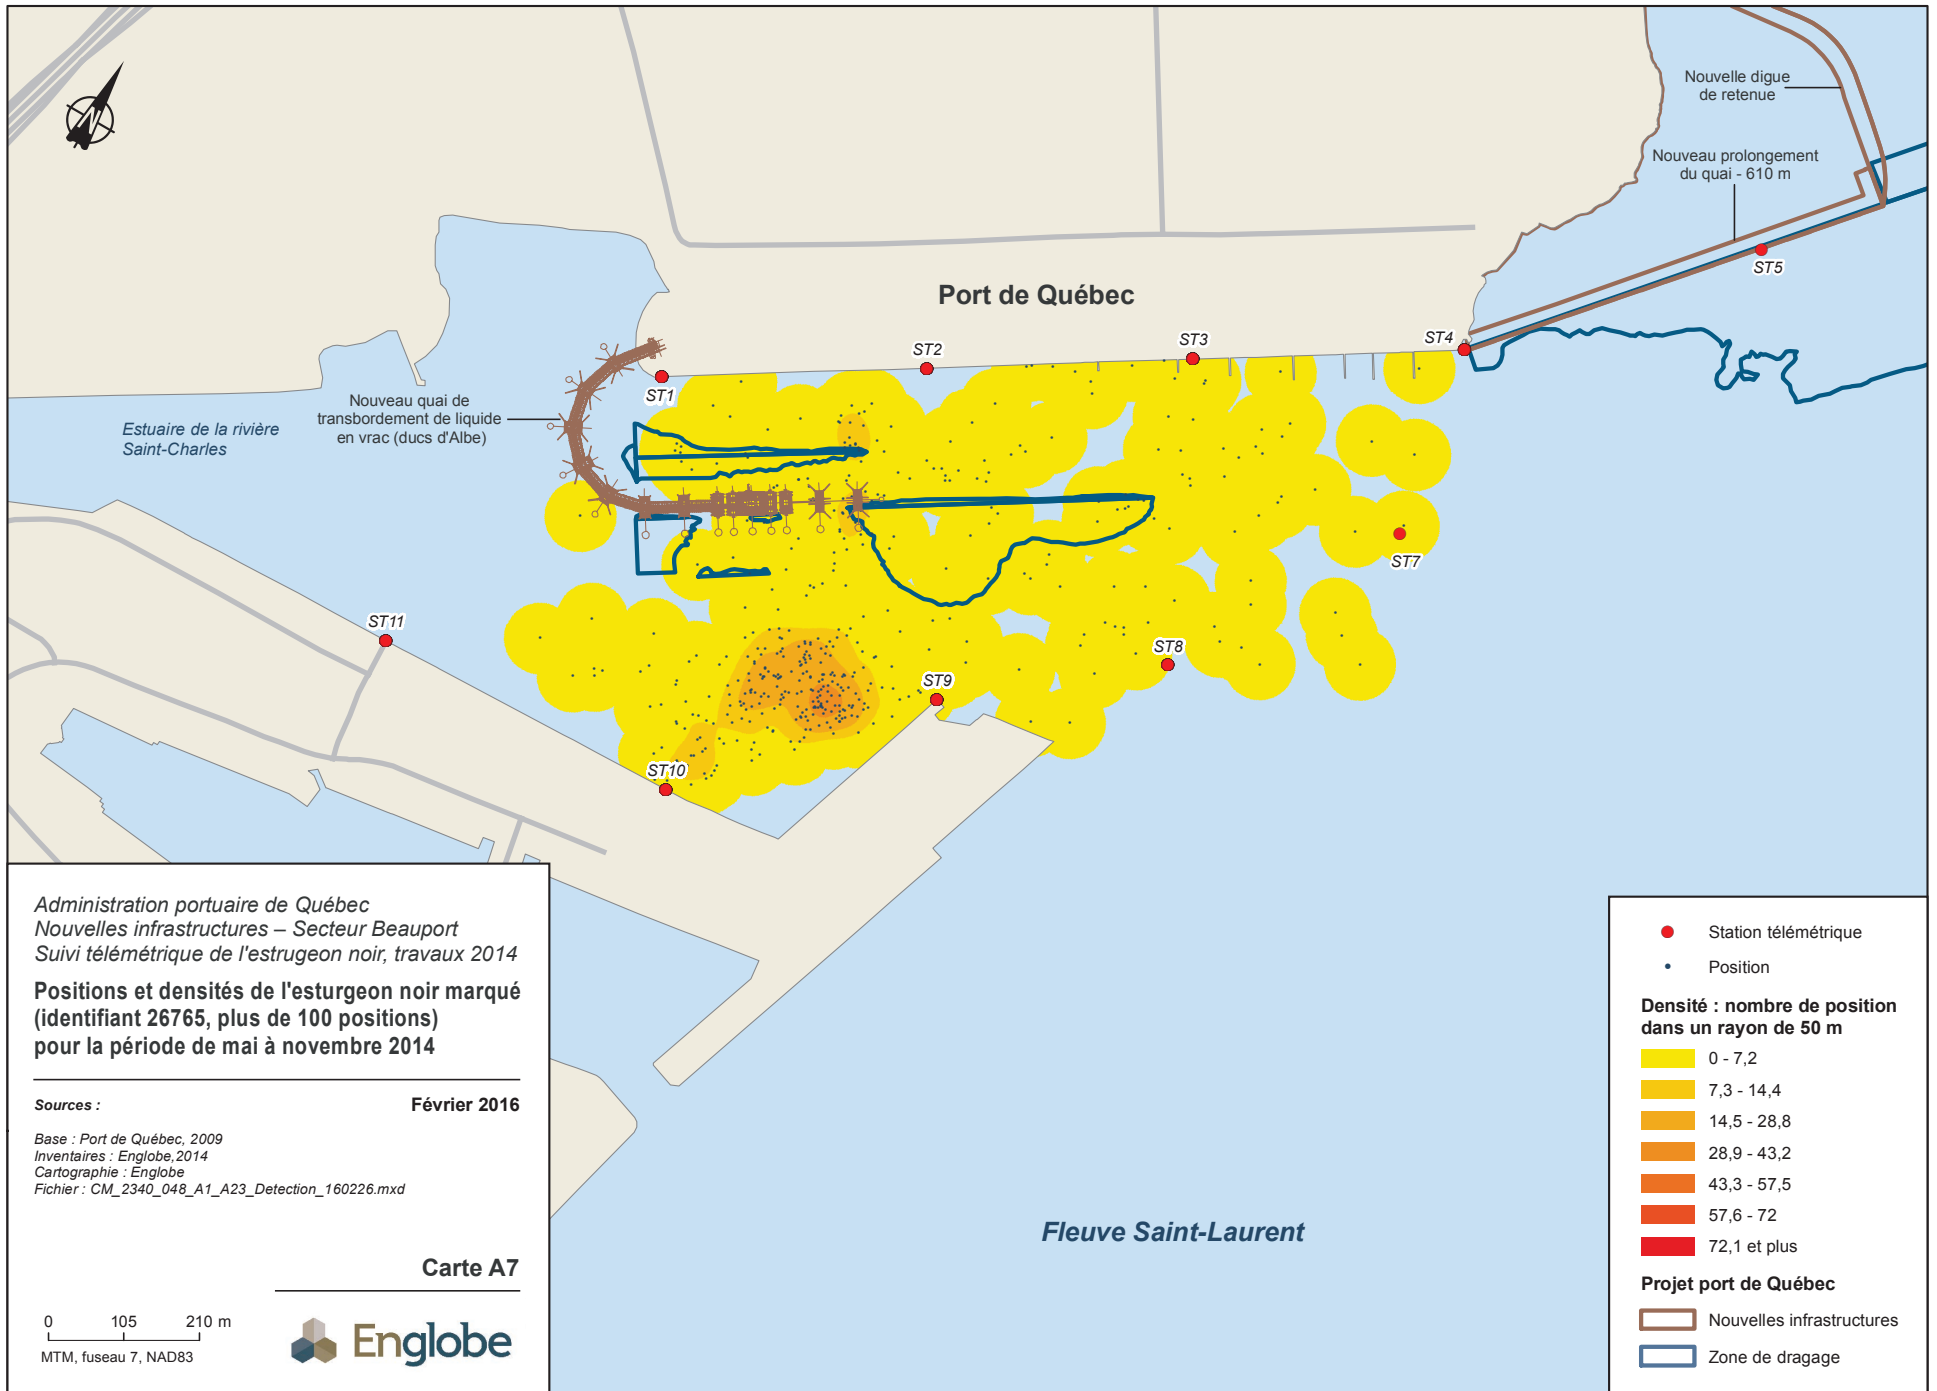 N
Nouvelle digue
de retenue
Nouveau prolongement
du quai - 610 m
ST5
Port de Québec
ST4
ST3
ST2
ST1
Nouveau quai de
transbordement de liquide
en vrac (ducs d'Albe)
Estuaire de la rivière
Saint-Charles
ST7
ST11
ST8
ST9
ST10
Fleuve Saint-Laurent
Administration portuaire de Québec
Nouvelles infrastructures – Secteur Beauport
Suivi télémétrique de l'estrugeon noir, travaux 2014
Positions et densités de l'esturgeon noir marqué
(identifiant 26765, plus de 100 positions)
pour la période de mai à novembre 2014
Sources : Février 2016
Base : Port de Québec, 2009
Inventaires : Englobe,2014
Cartographie : Englobe
Fichier : CM_2340_048_A1_A23_Detection_160226.mxd
Carte A7
0 105 210 m
MTM, fuseau 7, NAD83
Englobe
Station télémétrique
Position
Densité : nombre de position
dans un rayon de 50 m
0 - 7,2
7,3 - 14,4
14,5 - 28,8
28,9 - 43,2
43,3 - 57,5
57,6 - 72
72,1 et plus
Projet port de Québec
Nouvelles infrastructures
Zone de dragage